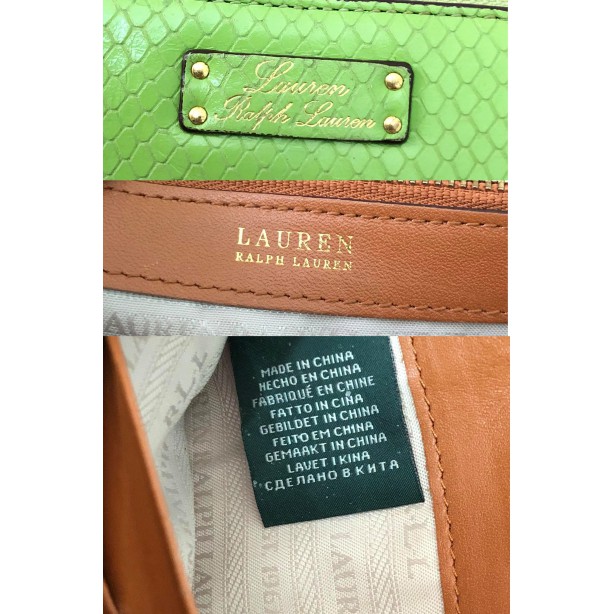 Lauren
Ralph Lauren
LAUREN
RALPH LAUREN
MADE IN CHINA
HECHO EN CHINA
FABRIQUÉ EN CHINE
FATTO IN CINA
GEBILDET IN CHINA
FEITO EM CHINA
GEMAAKT IN CHINA
LAVET I KINA
СДЕЛАНО В КИТА